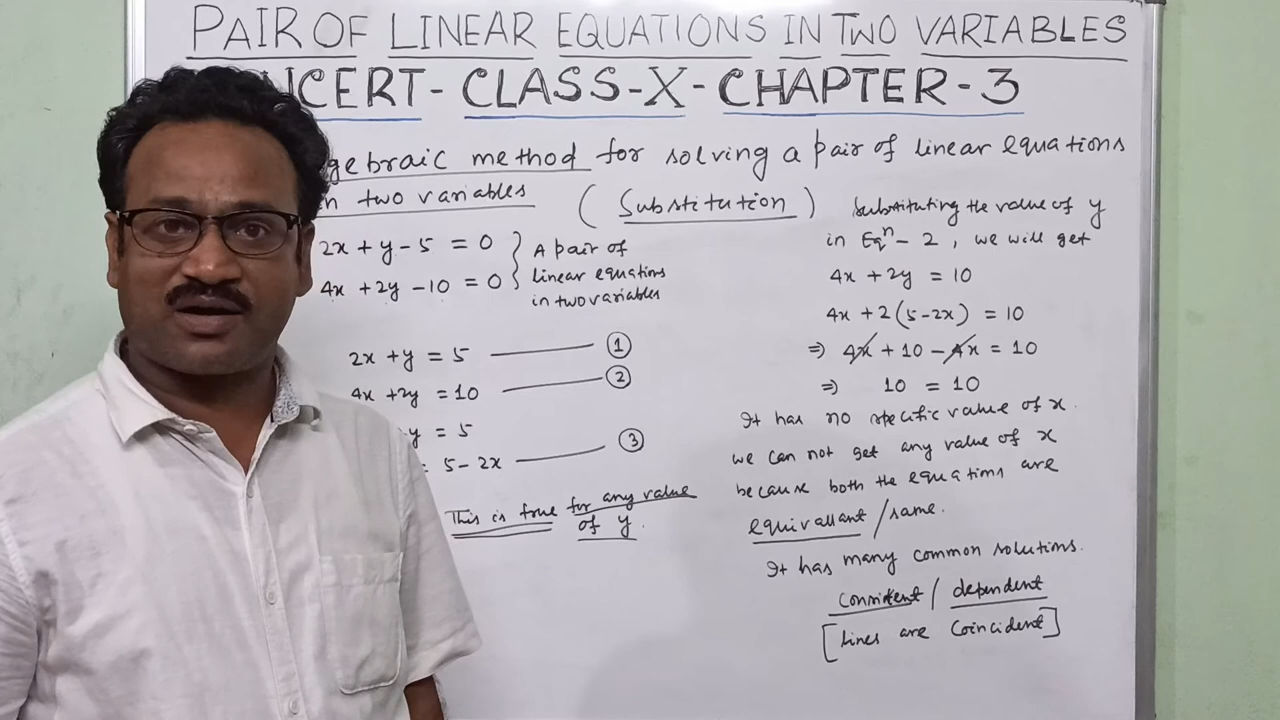 PAIR OF LINEAR EQUATIONS IN TWO VARIABLES
NCERT - CLASS - X - CHAPTER - 3
gebraic method for solving a pair of linear equations
in two variables (Substitution)
2x + y - 5 = 0
4x + 2y - 10 = 0
A pair of
linear equations
in two variables
2x + y = 5 ①
4x + 2y = 10 ②
y = 5
= 5 - 2x ③
This is true for any value
of y.
Substituting the value of y
in Eqⁿ - 2, we will get
4x + 2y = 10
4x + 2(5-2x) = 10
⇒ 4x + 10 - 4x = 10
⇒ 10 = 10
It has no specific value of x.
we can not get any value of x
because both the equations are
equivallant / same.
It has many common solutions.
consistent / dependent
[lines are coincident]